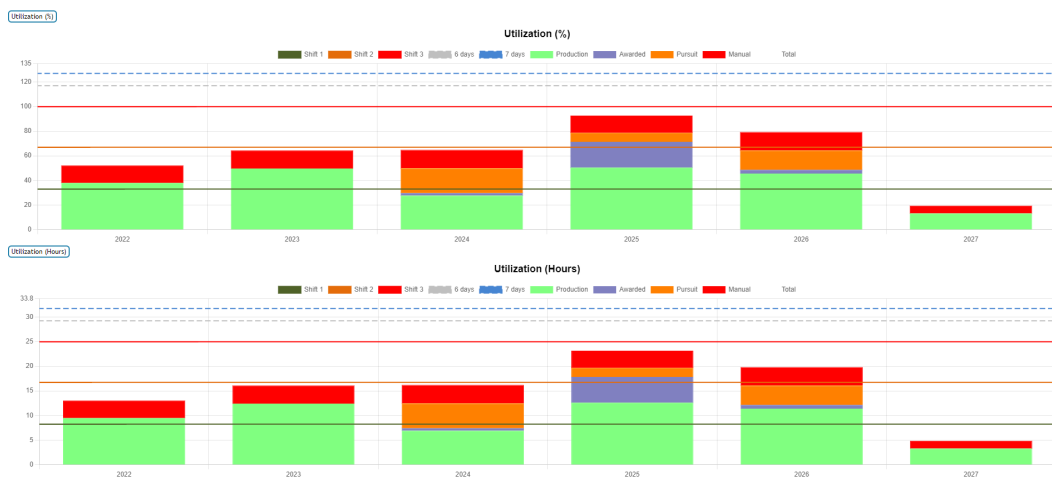 Utilization (%)
Utilization (%)
Shift 1 Shift 2 Shift 3 6 days 7 days Production Awarded Pursuit Manual Total
135
120
100
80
60
40
20
0
2022 2023 2024 2025 2026 2027
Utilization (Hours)
Utilization (Hours)
Shift 1 Shift 2 Shift 3 6 days 7 days Production Awarded Pursuit Manual Total
33.8
30
25
20
15
10
5
0
2022 2023 2024 2025 2026 2027